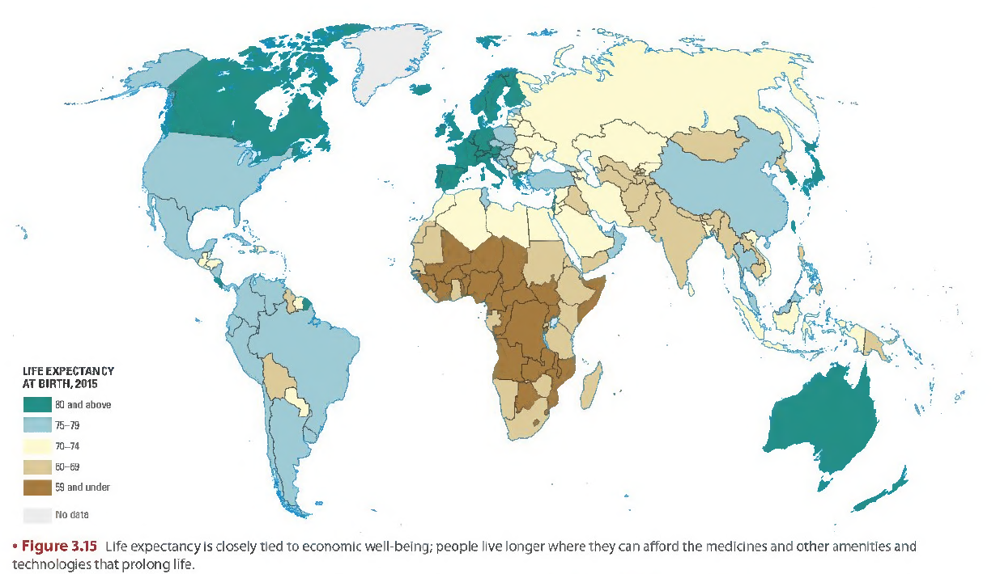 LIFE EXPECTANCY
AT BIRTH, 2015
80 and above
75–79
70–74
60–69
59 and under
No data
• Figure 3.15 Life expectancy is closely tied to economic well-being; people live longer where they can afford the medicines and other amenities and
technologies that prolong life.